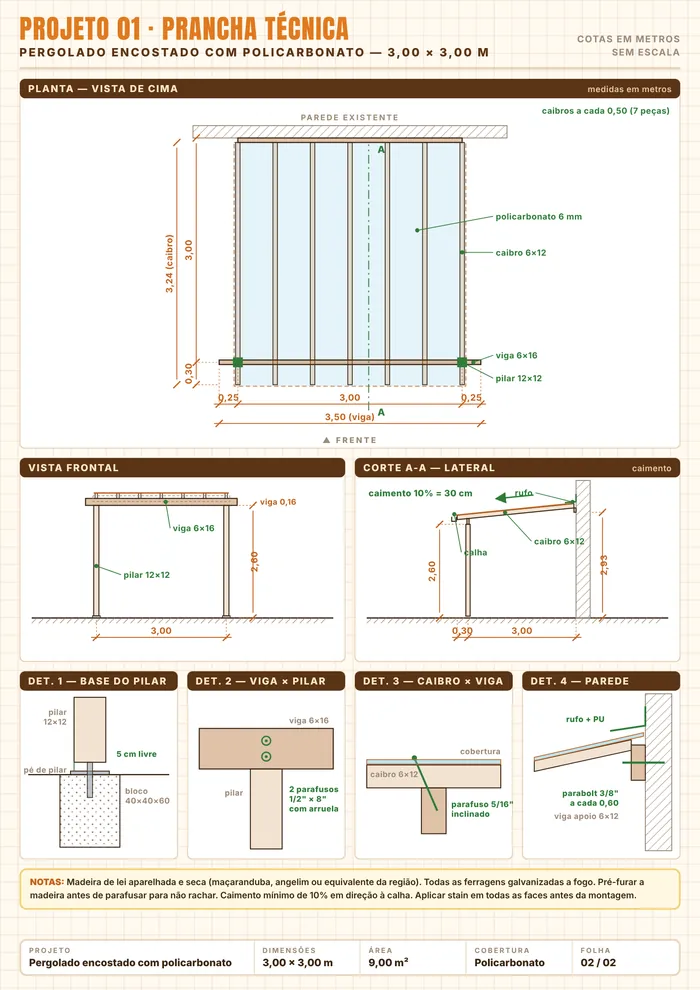 PROJETO 01 · PRANCHA TÉCNICA
PERGOLADO ENCOSTADO COM POLICARBONATO — 3,00 × 3,00 M
COTAS EM METROS
SEM ESCALA
PLANTA — VISTA DE CIMA
medidas em metros
caibros a cada 0,50 (7 peças)
PAREDE EXISTENTE
A
policarbonato 6 mm
3,24 (caibro)
3,00
caibro 6×12
viga 6×16
0,30
pilar 12×12
0,25
3,00
0,25
A
3,50 (viga)
▲ FRENTE
VISTA FRONTAL
viga 0,16
viga 6×16
2,60
pilar 12×12
3,00
CORTE A-A — LATERAL
caimento
caimento 10% = 30 cm
rufo
caibro 6×12
calha
2,60
2,93
0,30
3,00
DET. 1 — BASE DO PILAR
pilar
12×12
5 cm livre
pé de pilar
bloco
40×40×60
DET. 2 — VIGA × PILAR
viga 6×16
pilar
2 parafusos
1/2" × 8"
com arruela
DET. 3 — CAIBRO × VIGA
cobertura
caibro 6×12
parafuso 5/16"
inclinado
DET. 4 — PAREDE
rufo + PU
parabolt 3/8"
a cada 0,60
viga apoio 6×12
NOTAS: Madeira de lei aparelhada e seca (maçaranduba, angelim ou equivalente da região). Todas as ferragens galvanizadas a fogo. Pré-furar a
madeira antes de parafusar para não rachar. Caimento mínimo de 10% em direção à calha. Aplicar stain em todas as faces antes da montagem.
PROJETO
Pergolado encostado com policarbonato
DIMENSÕES
3,00 × 3,00 m
ÁREA
9,00 m²
COBERTURA
Policarbonato
FOLHA
02 / 02